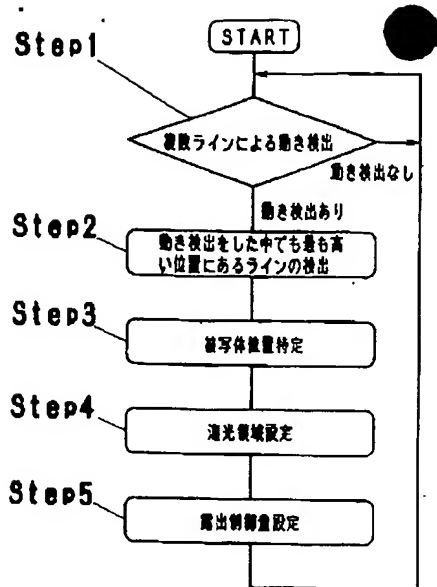 START
Step1
複数ラインによる動き検出
動き検出なし
動き検出あり
Step2
動き検出をした中でも最も高
い位置にあるラインの検出
Step3
被写体位置特定
Step4
測光領域設定
Step5
露出制御量設定